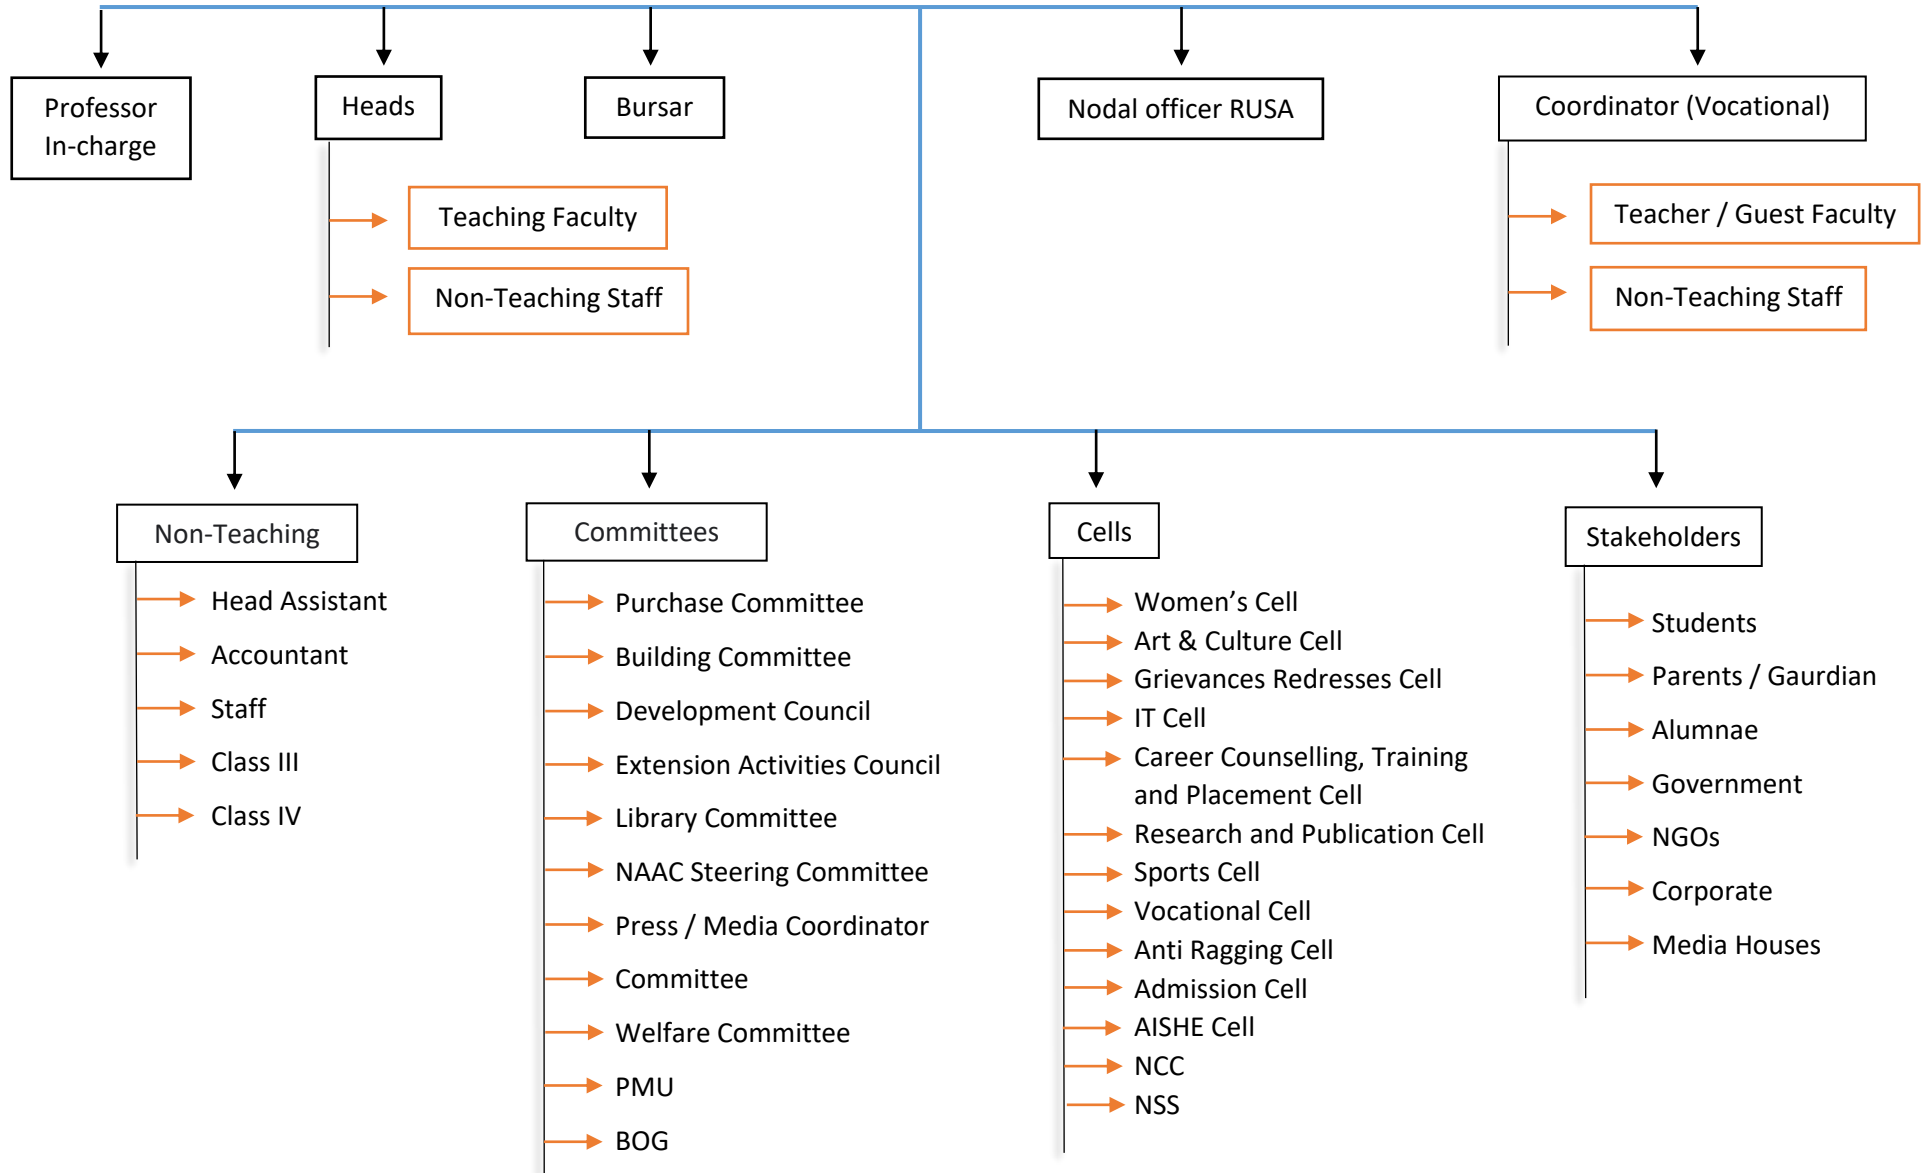 Professor
In-charge
Heads
Bursar
Nodal officer RUSA
Coordinator (Vocational)
Teaching Faculty
Non-Teaching Staff
Teacher / Guest Faculty
Non-Teaching Staff
Non-Teaching
Head Assistant
Accountant
Staff
Class III
Class IV
Committees
Purchase Committee
Building Committee
Development Council
Extension Activities Council
Library Committee
NAAC Steering Committee
Press / Media Coordinator
Committee
Welfare Committee
PMU
BOG
Cells
Women’s Cell
Art & Culture Cell
Grievances Redresses Cell
IT Cell
Career Counselling, Training
and Placement Cell
Research and Publication Cell
Sports Cell
Vocational Cell
Anti Ragging Cell
Admission Cell
AISHE Cell
NCC
NSS
Stakeholders
Students
Parents / Gaurdian
Alumnae
Government
NGOs
Corporate
Media Houses